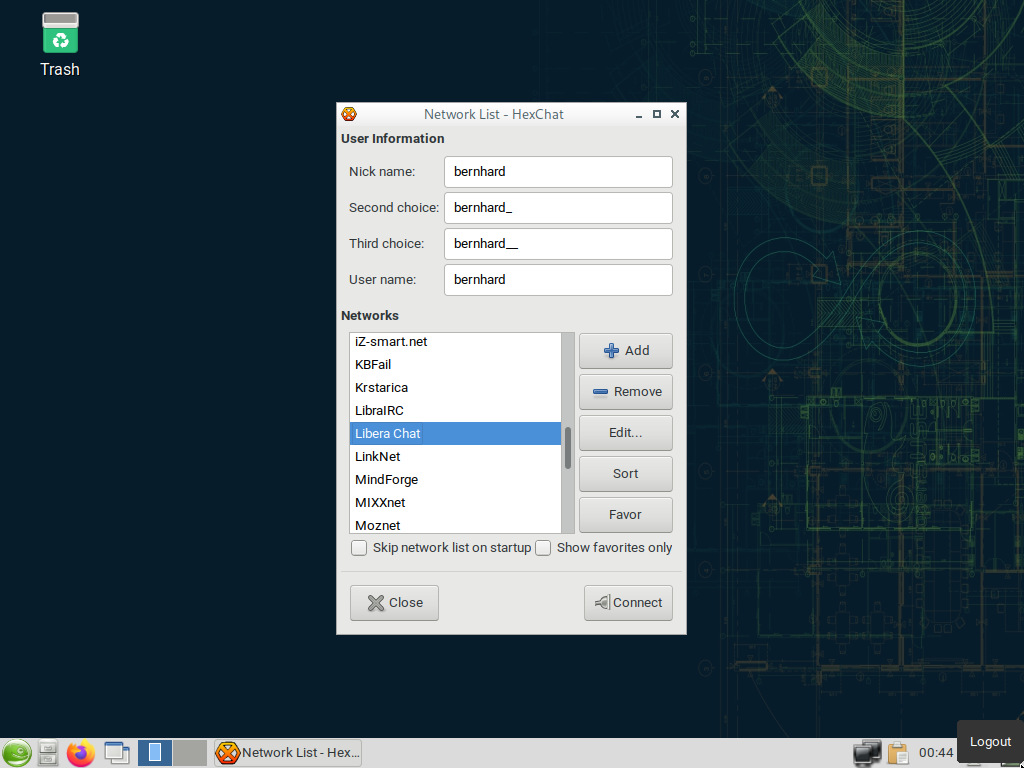 Trash
Network List - HexChat
User Information
Nick name:
bernhard
Second choice:
bernhard_
Third choice:
bernhard__
User name:
bernhard
Networks
iZ-smart.net
KBFail
Krstarica
LibraIRC
Libera Chat
LinkNet
MindForge
MIXXnet
Moznet
Add
Remove
Edit...
Sort
Favor
Skip network list on startup
Show favorites only
Close
Connect
Network List - Hex...
00:44
Logout